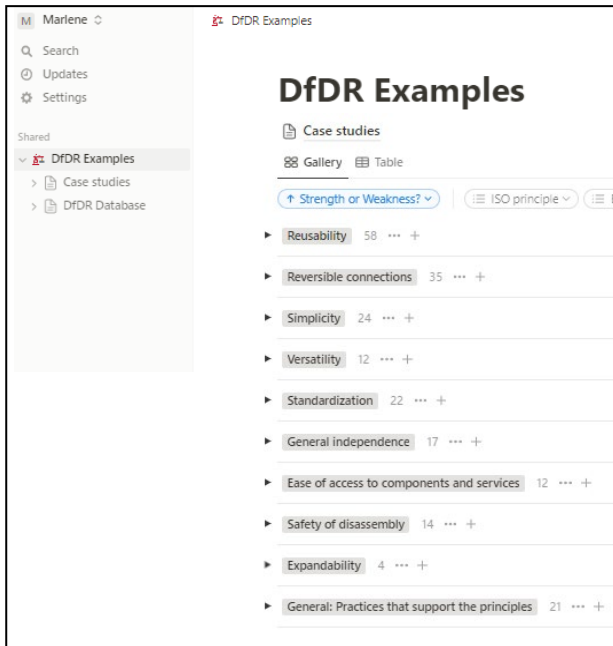 M Marlene
Search
Updates
Settings
Shared
DfDR Examples
Case studies
DfDR Database
DfDR Examples
DfDR Examples
Case studies
Gallery Table
Strength or Weakness? ISO principle
Reusability 58
Reversible connections 35
Simplicity 24
Versatility 12
Standardization 22
General independence 17
Ease of access to components and services 12
Safety of disassembly 14
Expandability 4
General: Practices that support the principles 21